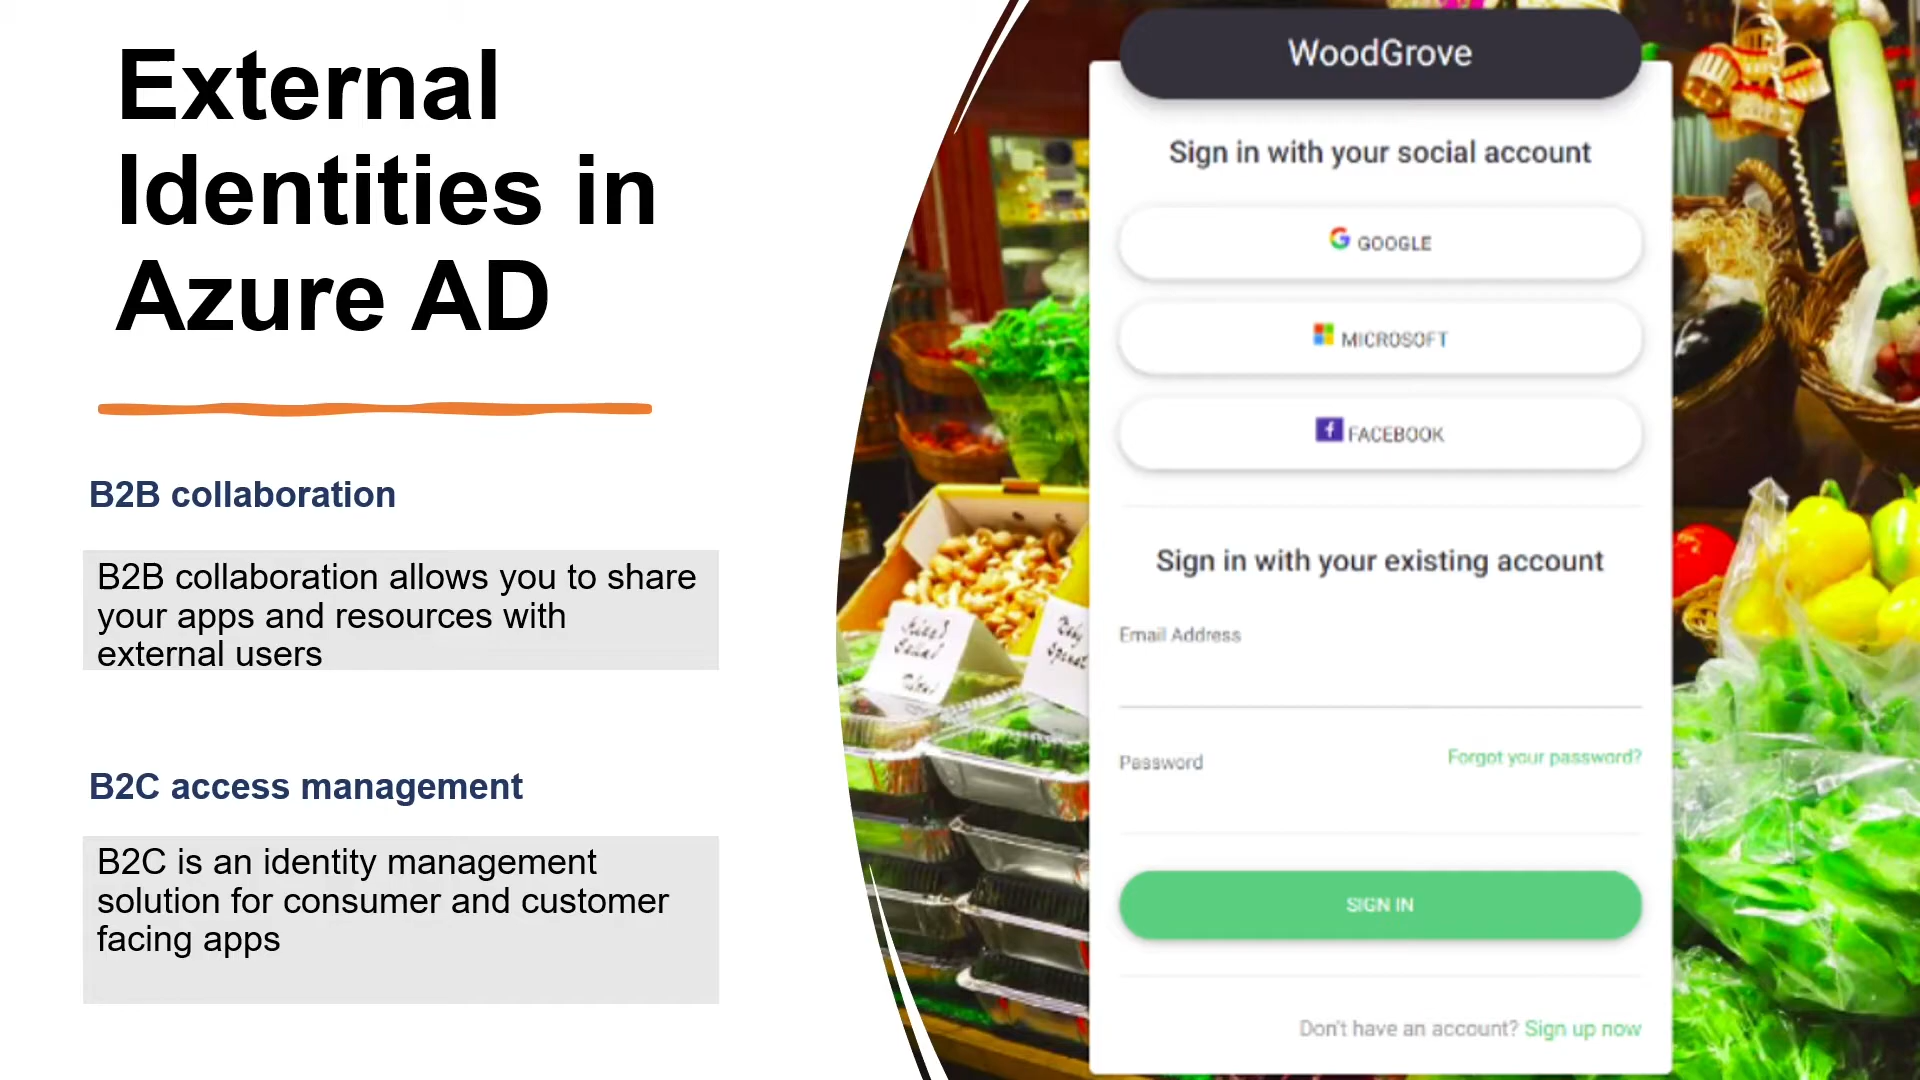 External
Identities in
Azure AD
B2B collaboration
B2B collaboration allows you to share
your apps and resources with
external users
B2C access management
B2C is an identity management
solution for consumer and customer
facing apps
WoodGrove
Sign in with your social account
GOOGLE
MICROSOFT
FACEBOOK
Sign in with your existing account
Email Address
Password
Forgot your password?
SIGN IN
Don't have an account? Sign up now